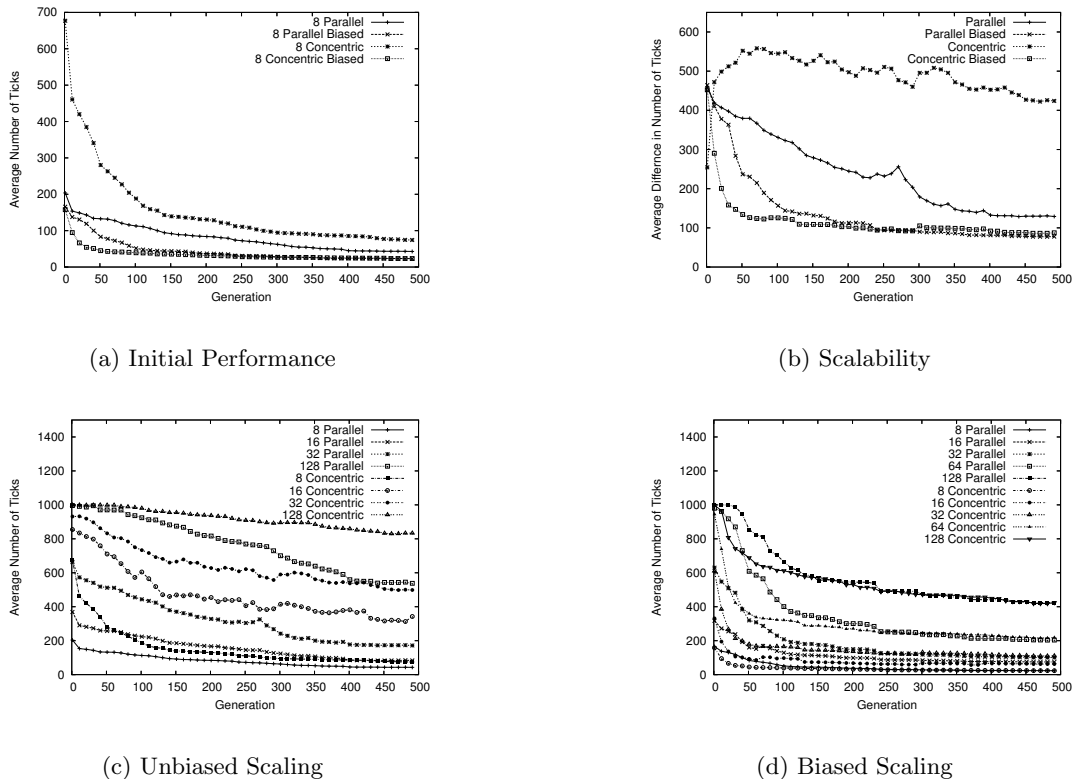 700
600
500
400
300
200
100
0
0 50 100 150 200 250 300 350 400 450 500
Average Number of Ticks
Generation
8 Parallel
8 Parallel Biased
8 Concentric
8 Concentric Biased
(a) Initial Performance
600
500
400
300
200
100
0
0 50 100 150 200 250 300 350 400 450 500
Average Differnce in Number of Ticks
Generation
Parallel
Parallel Biased
Concentric
Concentric Biased
(b) Scalability
1400
1200
1000
800
600
400
200
0
0 50 100 150 200 250 300 350 400 450 500
Average Number of Ticks
Generation
8 Parallel
16 Parallel
32 Parallel
128 Parallel
8 Concentric
16 Concentric
32 Concentric
128 Concentric
(c) Unbiased Scaling
1400
1200
1000
800
600
400
200
0
0 50 100 150 200 250 300 350 400 450 500
Average Number of Ticks
Generation
8 Parallel
16 Parallel
32 Parallel
64 Parallel
128 Parallel
8 Concentric
16 Concentric
32 Concentric
64 Concentric
128 Concentric
(d) Biased Scaling